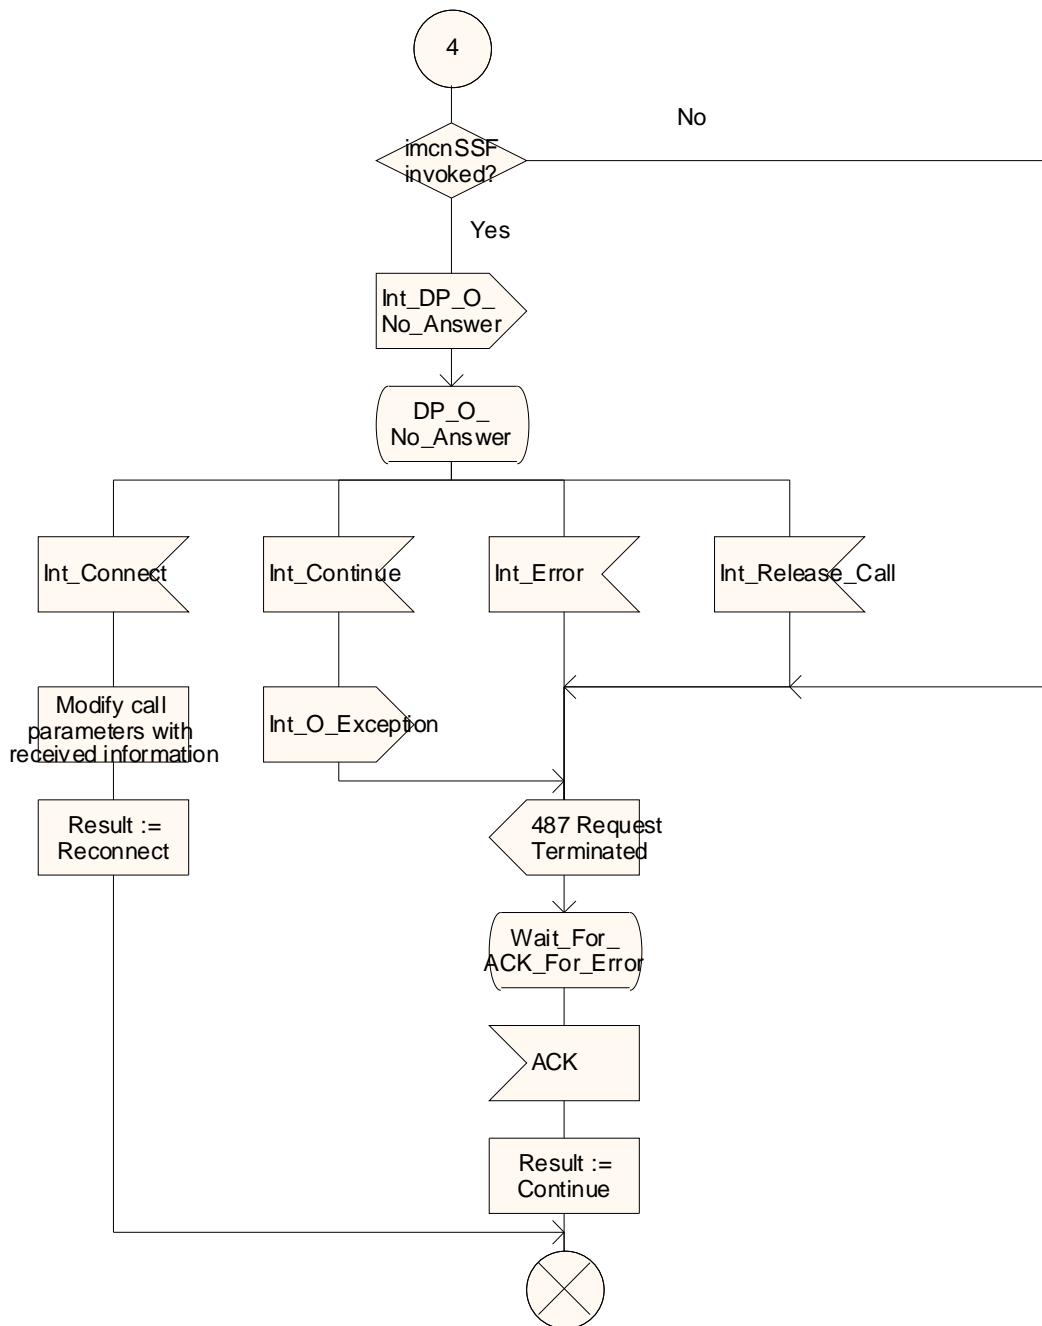 4
No
imcnSSF
invoked?
Yes
Int_DP_O_
No_Answer
DP_O_
No_Answer
Int_Connect
Int_Continue
Int_Error
Int_Release_Call
Modify call
parameters with
received information
Int_O_Exception
Result :=
Reconnect
487 Request
Terminated
Wait_For_
ACK_For_Error
ACK
Result :=
Continue